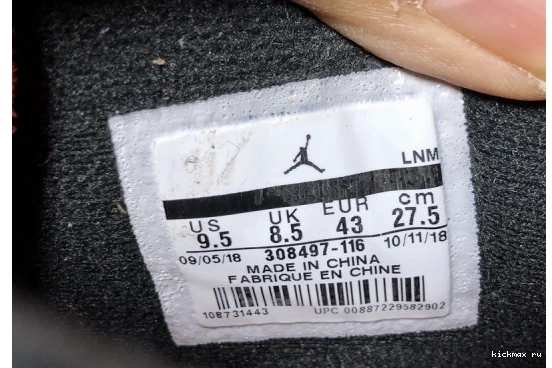 LNM
US UK EUR cm
9.5 8.5 43 27.5
09/05/18 308497-116 10/11/18
MADE IN CHINA
FABRIQUE EN CHINE
108731443 UPC 00887229582902
kickmax ru